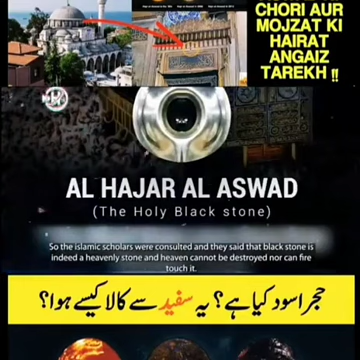 CHORI AUR
MOJZAT KI
HAIRAT
ANGAIZ
TAREKH !!
AL HAJAR AL ASWAD
(The Holy Black stone)
So the islamic scholars were consulted and they said that black stone is
indeed a heavenly stone and heaven cannot be destroyed nor can fire
touch it.
حجر اسود کیا ہے؟ یہ سفید سے کالا کیسے ہوا؟